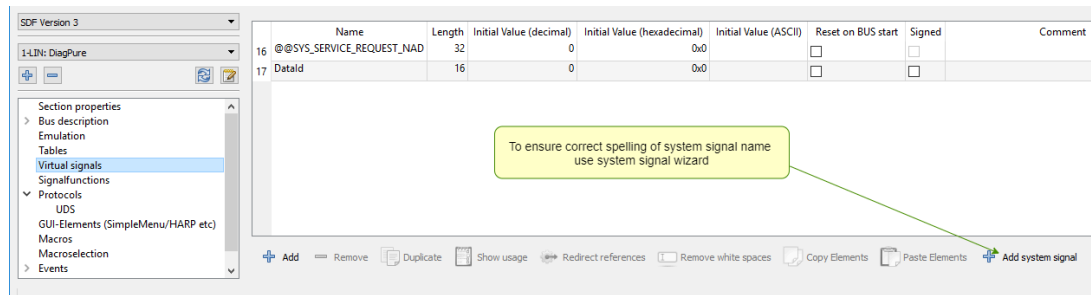 SDF Version 3
1-LIN: DiagPure
Section properties
Bus description
Emulation
Tables
Virtual signals
Signalfunctions
Protocols
UDS
GUI-Elements (SimpleMenu/HARP etc)
Macros
Macroselection
Events
Name Length Initial Value (decimal) Initial Value (hexadecimal) Initial Value (ASCII) Reset on BUS start Signed Comment
16 @@SYS_SERVICE_REQUEST_NAD 32 0 0x0
17 DataId 16 0 0x0
To ensure correct spelling of system signal name
use system signal wizard
Add Remove Duplicate Show usage Redirect references Remove white spaces Copy Elements Paste Elements Add system signal